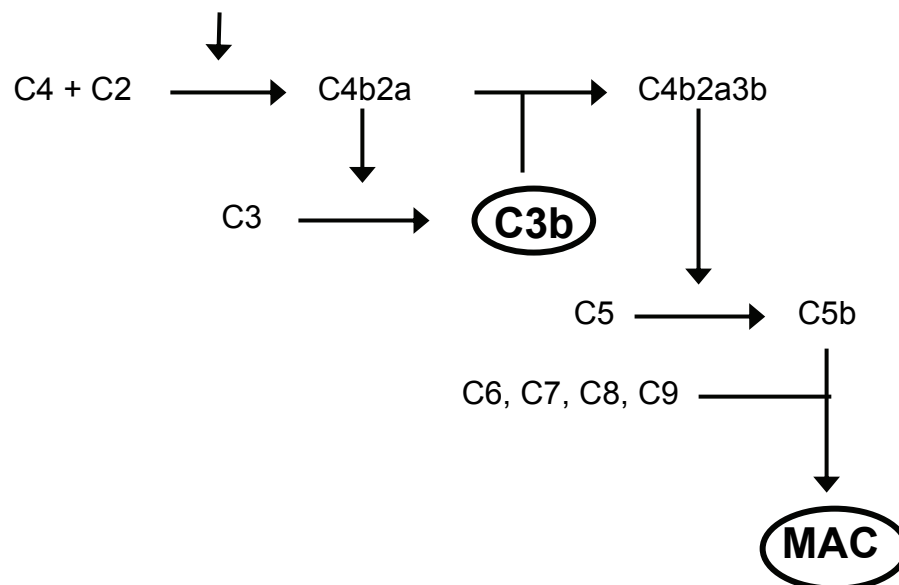 C4 + C2
C4b2a
C4b2a3b
C3
C3b
C5
C5b
C6, C7, C8, C9
MAC